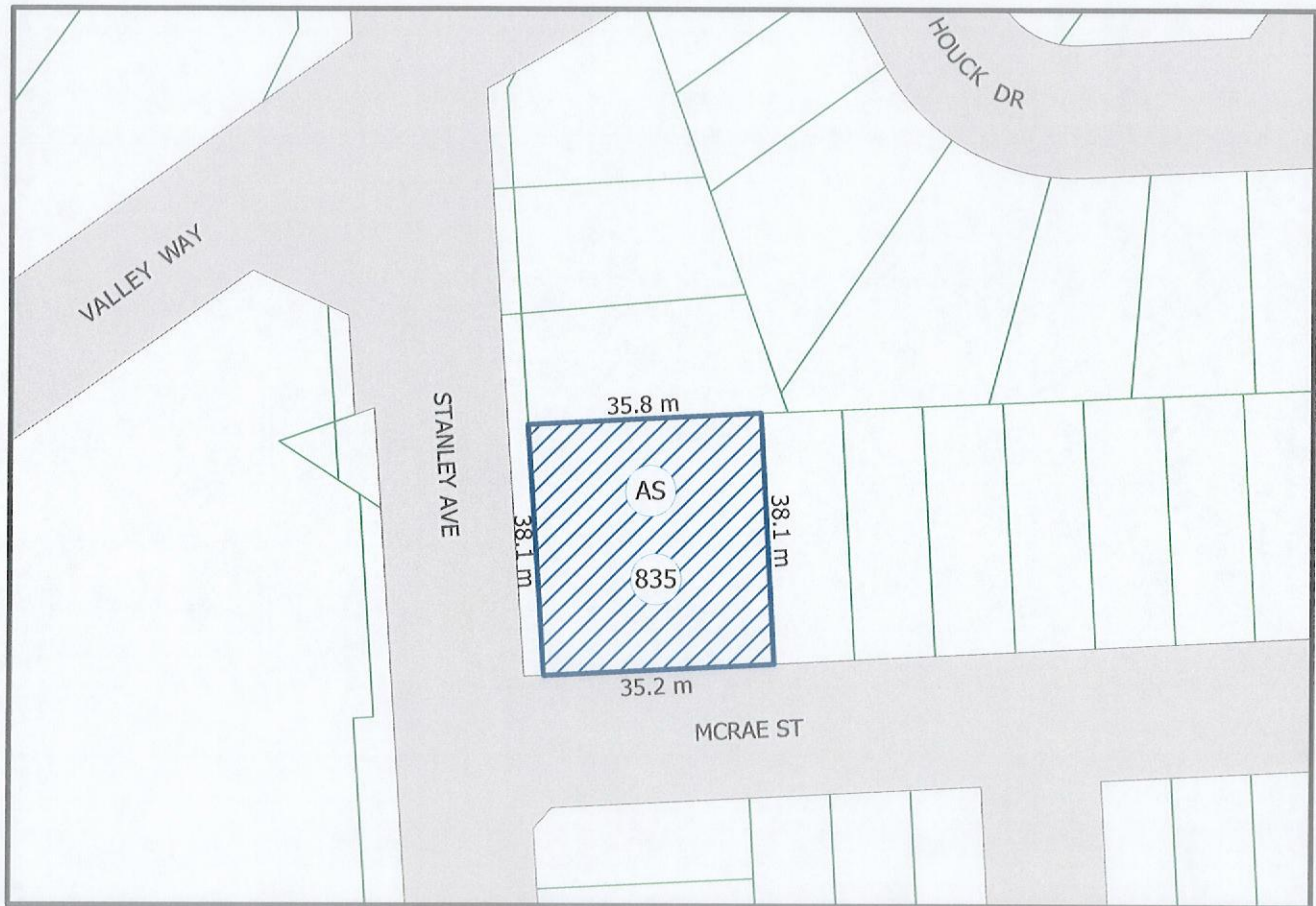 HOUCK DR
VALLEY WAY
STANLEY AVE
35.8 m
AS
38.1 m
38.1 m
835
35.2 m
MCRAE ST